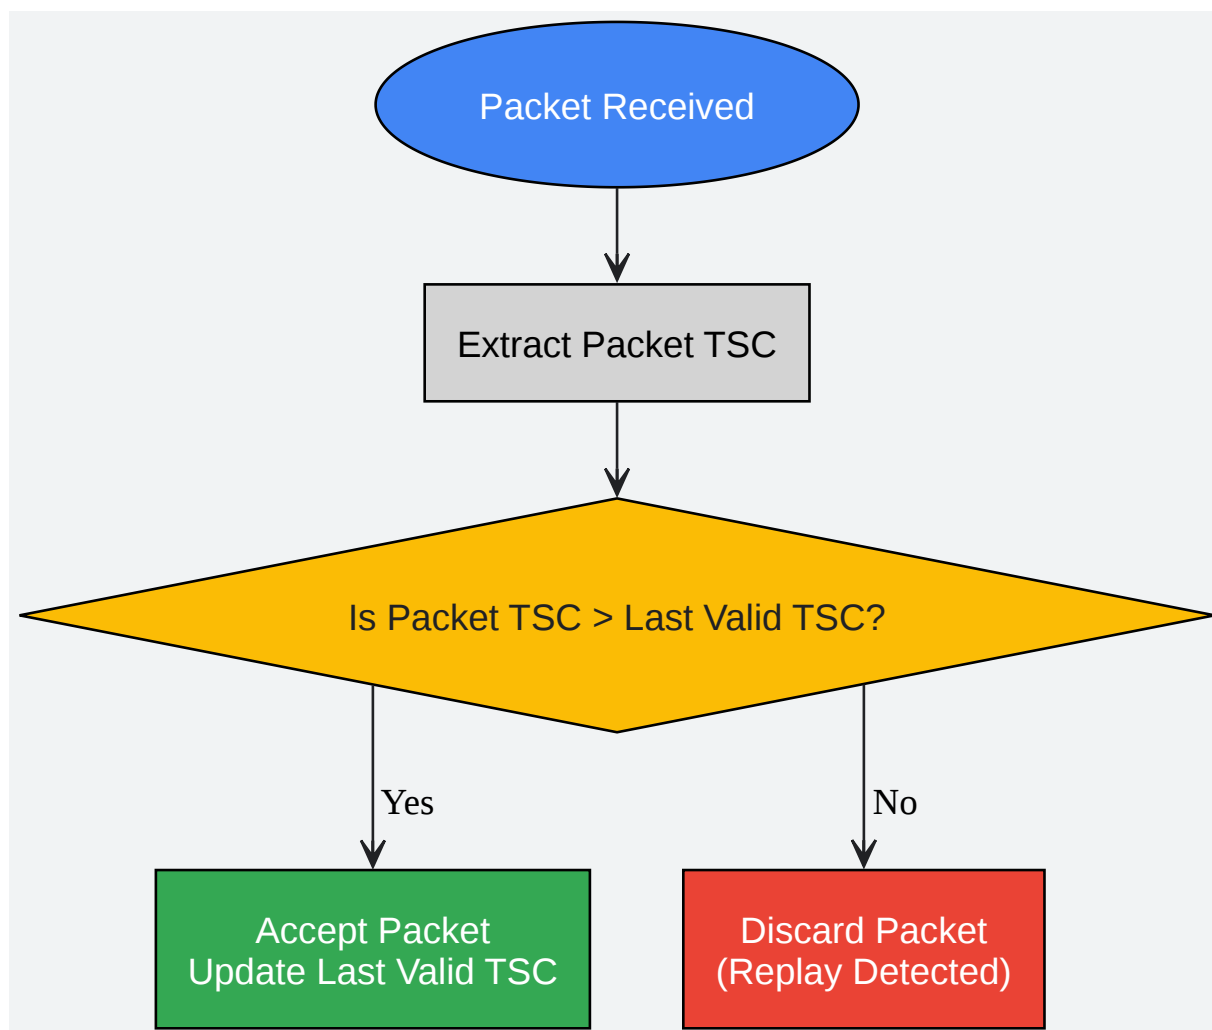 Packet Received
Extract Packet TSC
Is Packet TSC > Last Valid TSC?
Yes
No
Accept Packet
Update Last Valid TSC
Discard Packet
(Replay Detected)